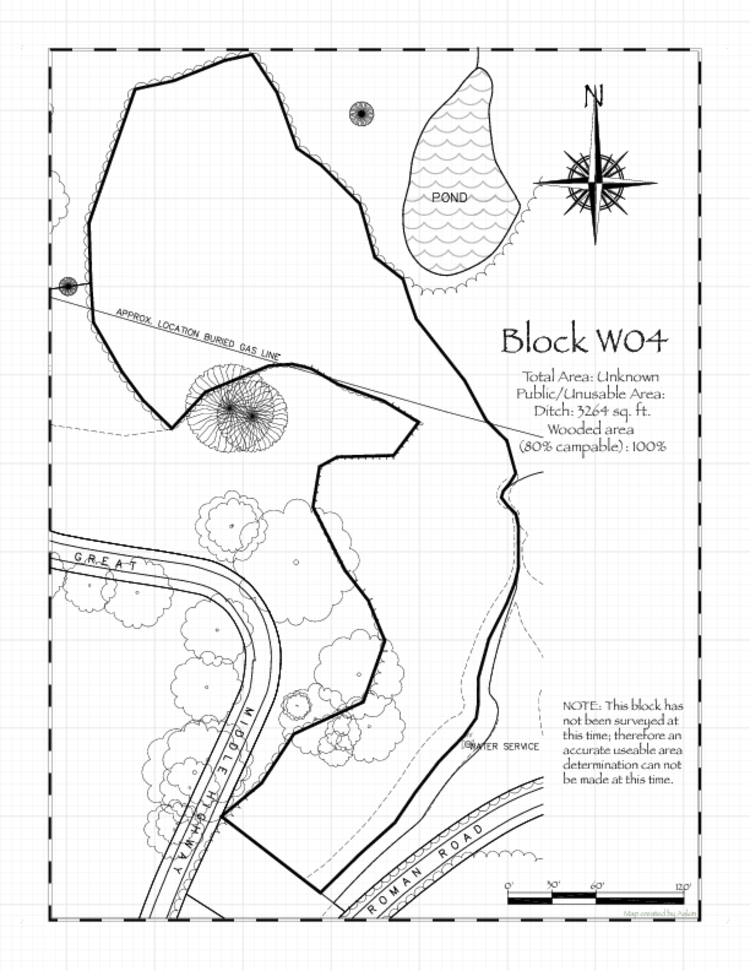 N
POND
APPROX. LOCATION BURIED GAS LINE
Block W04
Total Area: Unknown
Public/Unusable Area:
Ditch: 3264 sq. ft.
Wooded area
(80% campable) : 100%
GREAT
MIDDLE HIGHWAY
NOTE: This block has
not been surveyed at
this time; therefore an
accurate useable area
determination can not
be made at this time.
WATER SERVICE
ROMAN ROAD
0' 30' 60' 120'
Map created by